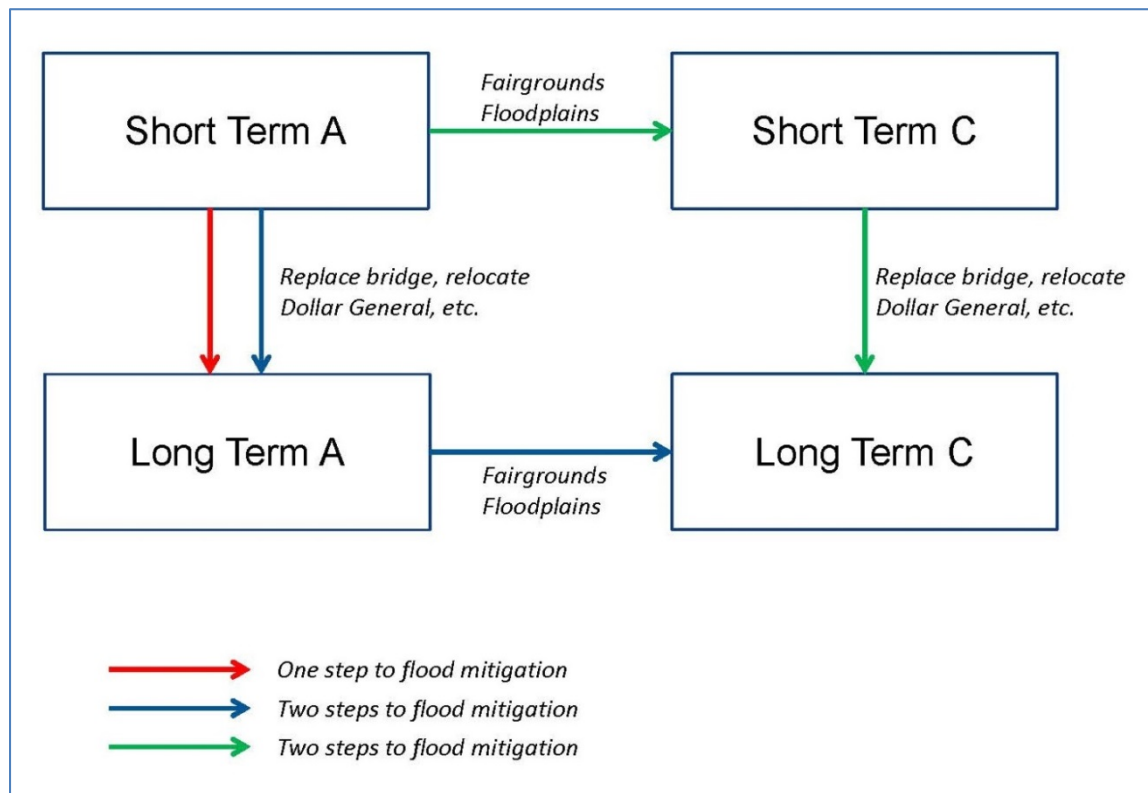 Short Term A
Fairgrounds
Floodplains
Short Term C
Replace bridge, relocate
Dollar General, etc.
Replace bridge, relocate
Dollar General, etc.
Long Term A
Fairgrounds
Floodplains
Long Term C
One step to flood mitigation
Two steps to flood mitigation
Two steps to flood mitigation